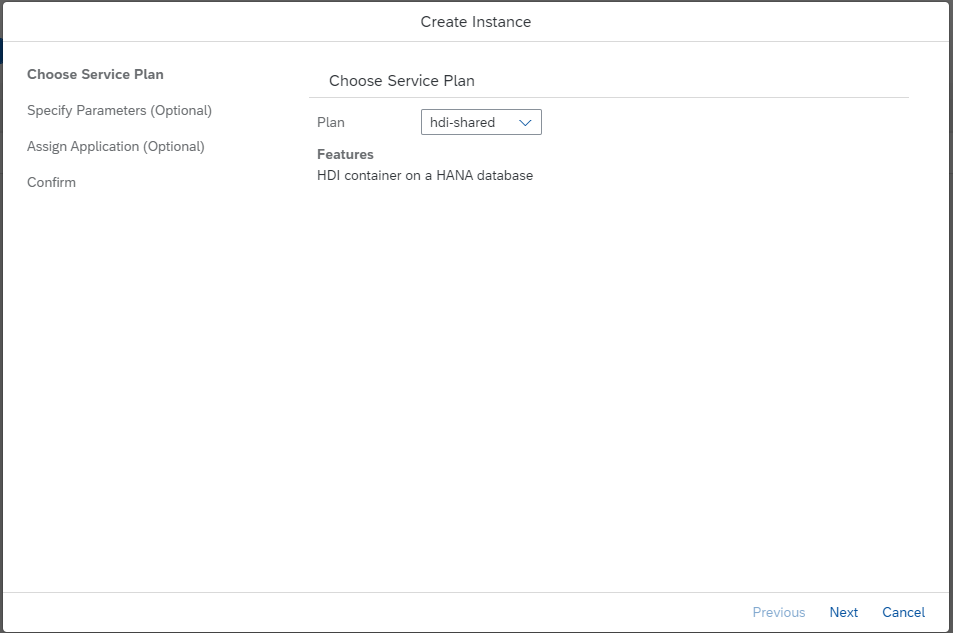 Create Instance
Choose Service Plan
Specify Parameters (Optional)
Assign Application (Optional)
Confirm
Choose Service Plan
Plan
hdi-shared
Features
HDI container on a HANA database
Previous
Next
Cancel